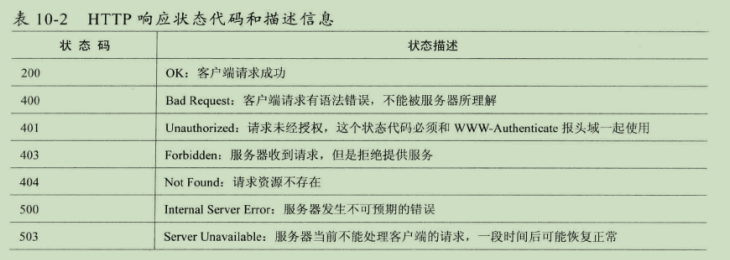 表 10-2 HTTP 响应状态代码和描述信息
状 态 码 状态描述
200 OK：客户端请求成功
400 Bad Request：客户端请求有语法错误，不能被服务器所理解
401 Unauthorized：请求未经授权，这个状态代码必须和 WWW-Authenticate 报头域一起使用
403 Forbidden：服务器收到请求，但是拒绝提供服务
404 Not Found：请求资源不存在
500 Internal Server Error：服务器发生不可预期的错误
503 Server Unavailable：服务器当前不能处理客户端的请求，一段时间后可能恢复正常